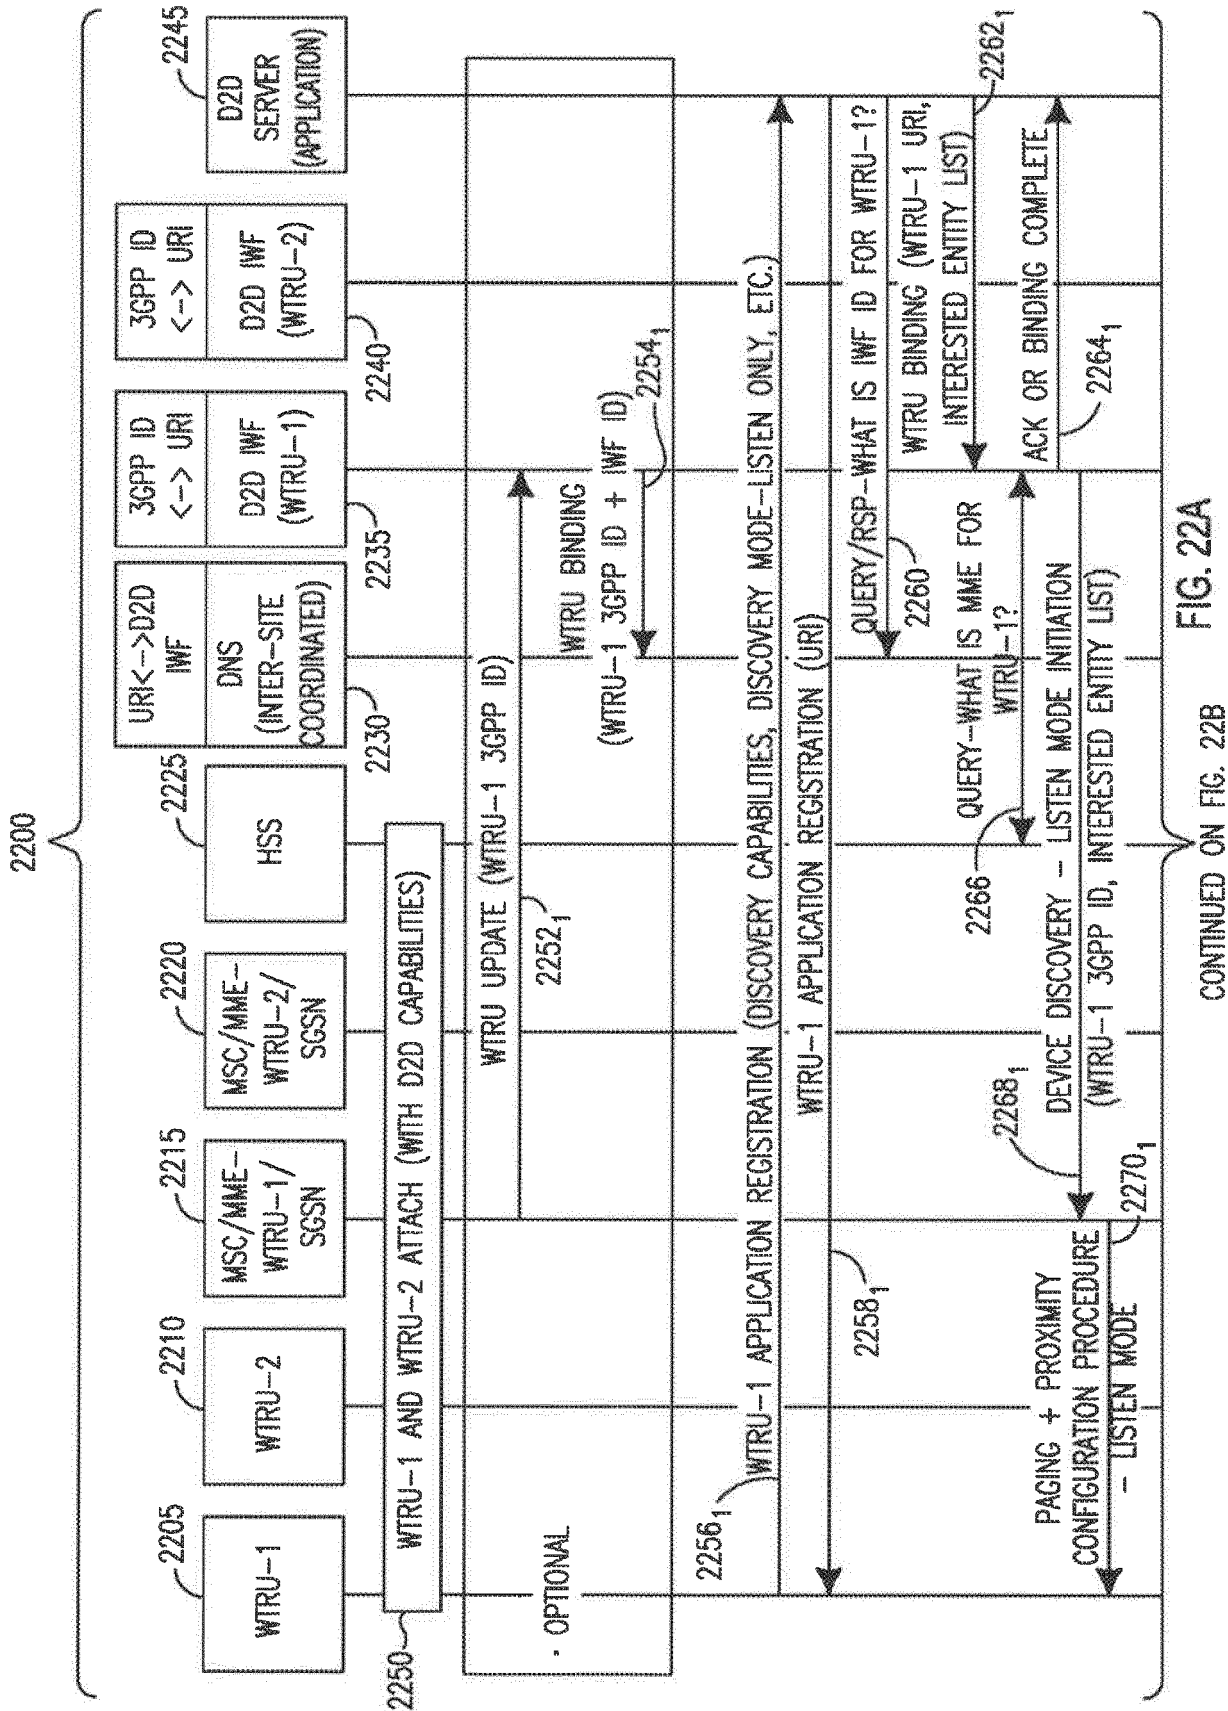 2200
2205
WTRU-1
2210
WTRU-2
2215
MSC/MME-
WTRU-1/
SGSN
2220
MSC/MME-
WTRU-2/
SGSN
2225
HSS
URI<->D2D
IWF
DNS
(INTER-SITE
COORDINATED)
2230
3GPP ID
<-> URI
D2D IWF
(WTRU-1)
2235
3GPP ID
<-> URI
D2D IWF
(WTRU-2)
2240
2245
D2D
SERVER
(APPLICATION)
2250
WTRU-1 AND WTRU-2 ATTACH (WITH D2D CAPABILITIES)
- OPTIONAL
WTRU UPDATE (WTRU-1 3GPP ID)
2252₁
WTRU BINDING
(WTRU-1 3GPP ID + IWF ID)
2254₁
2256₁
WTRU-1 APPLICATION REGISTRATION (DISCOVERY CAPABILITIES, DISCOVERY MODE-LISTEN ONLY, ETC.)
WTRU-1 APPLICATION REGISTRATION (URI)
2258₁
QUERY/RSP-WHAT IS IWF ID FOR WTRU-1?
2260
WTRU BINDING (WTRU-1 URI,
INTERESTED ENTITY LIST)
2262₁
ACK OR BINDING COMPLETE
2264₁
QUERY-WHAT IS MME FOR
WTRU-1?
2266
DEVICE DISCOVERY - LISTEN MODE INITIATION
(WTRU-1 3GPP ID, INTERESTED ENTITY LIST)
2268₁
PAGING + PROXIMITY
CONFIGURATION PROCEDURE
- LISTEN MODE
2270₁
FIG. 22A
CONTINUED ON FIG. 22B